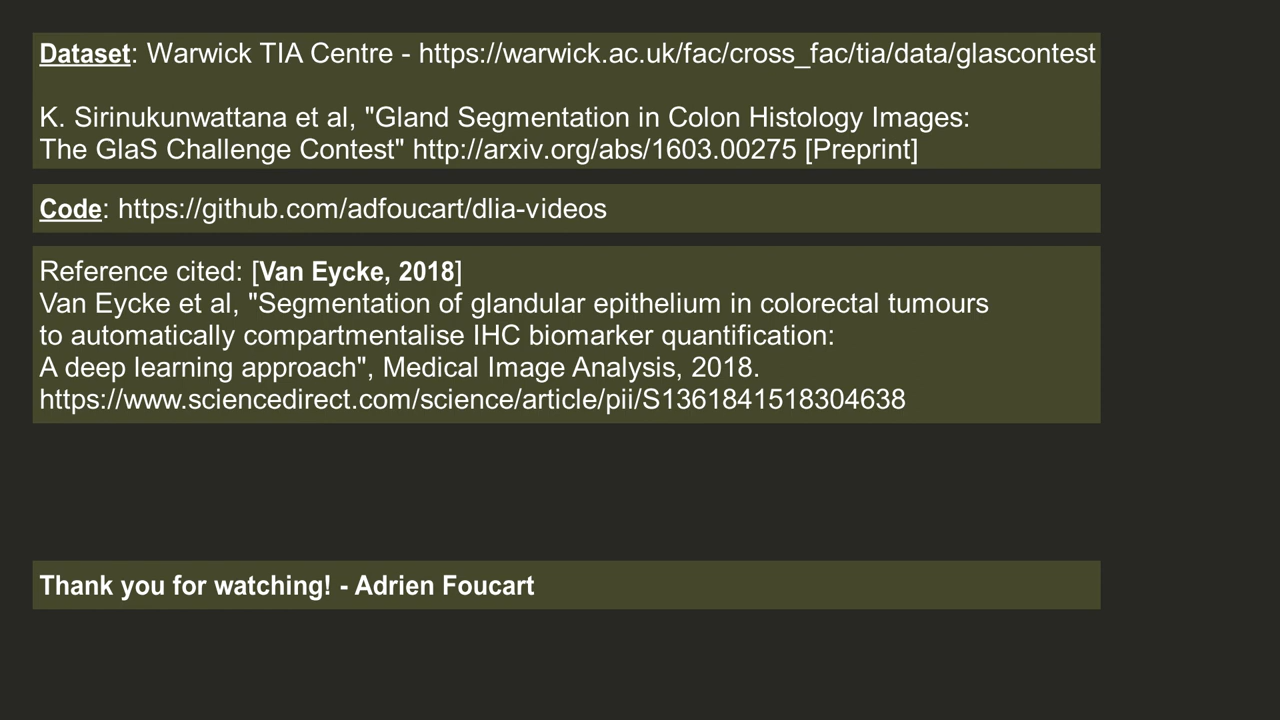 Dataset: Warwick TIA Centre - https://warwick.ac.uk/fac/cross_fac/tia/data/glascontest
K. Sirinukunwattana et al, "Gland Segmentation in Colon Histology Images:
The GlaS Challenge Contest" http://arxiv.org/abs/1603.00275 [Preprint]
Code: https://github.com/adfoucart/dlia-videos
Reference cited: [Van Eycke, 2018]
Van Eycke et al, "Segmentation of glandular epithelium in colorectal tumours
to automatically compartmentalise IHC biomarker quantification:
A deep learning approach", Medical Image Analysis, 2018.
https://www.sciencedirect.com/science/article/pii/S1361841518304638
Thank you for watching! - Adrien Foucart